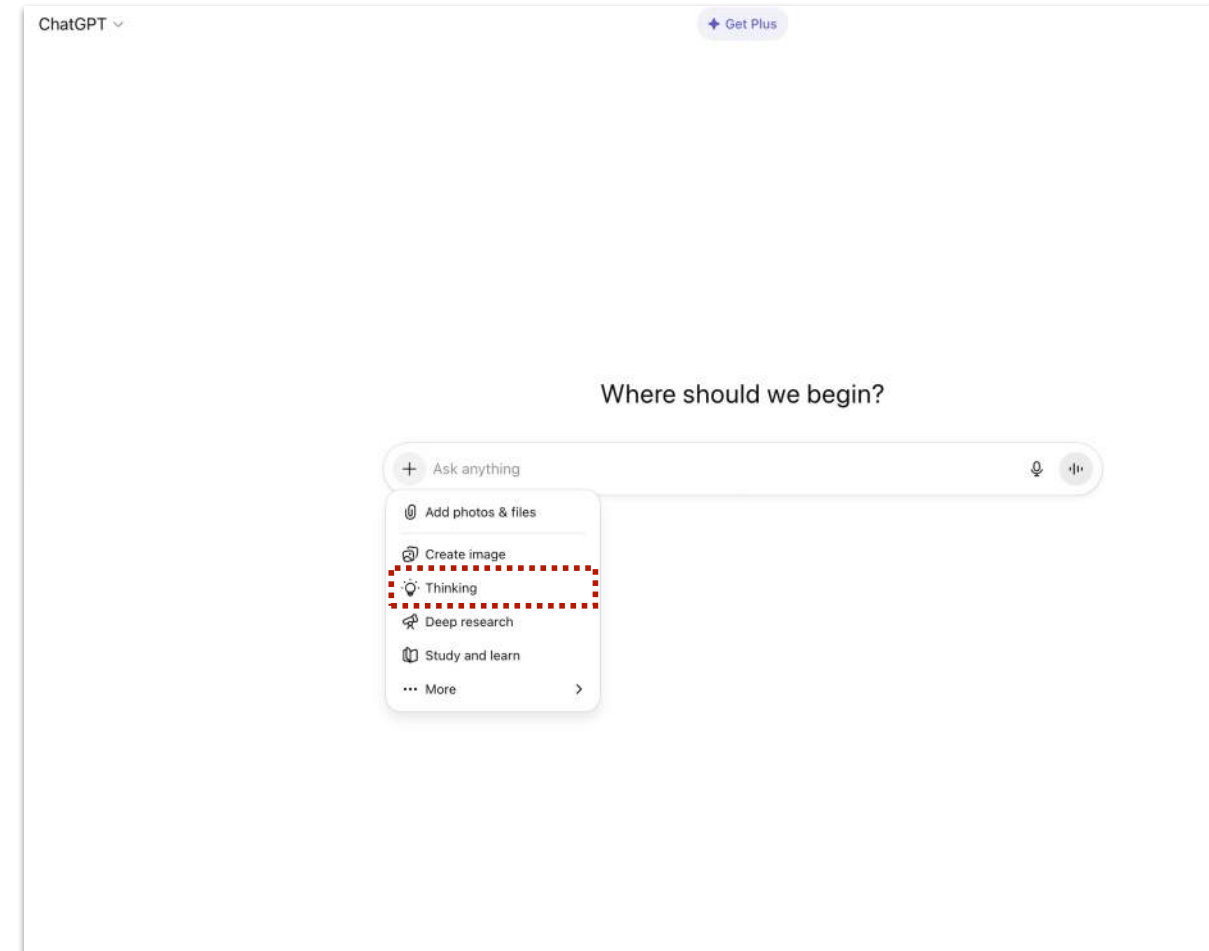 ChatGPT
Get Plus
Where should we begin?
Ask anything
Add photos & files
Create image
Thinking
Deep research
Study and learn
More